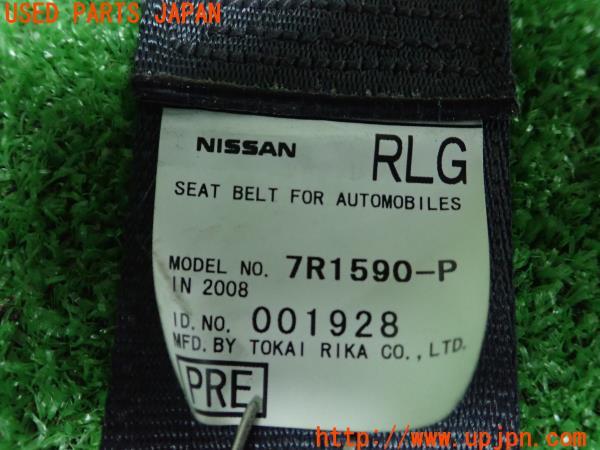 USED PARTS JAPAN
NISSAN RLG
SEAT BELT FOR AUTOMOBILES
MODEL NO. 7R1590-P
IN 2008
ID.NO. 001928
MFD.BY TOKAI RIKA CO.,LTD.
PRE
UPJ http://www.upjpn.com